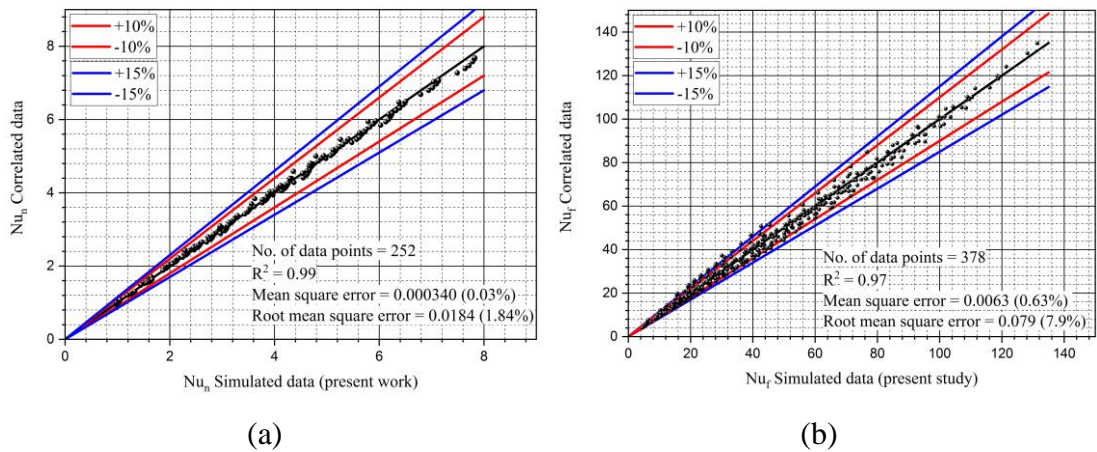 +10%
-10%
+15%
-15%
8
6
4
2
0
0
2
4
6
8
Nu_n Correlated data
No. of data points = 252
R² = 0.99
Mean square error = 0.000340 (0.03%)
Root mean square error = 0.0184 (1.84%)
Nu_n Simulated data (present work)
(a)
+10%
-10%
+15%
-15%
140
120
100
80
60
40
20
0
0
20
40
60
80
100
120
140
Nu_f Correlated data
No. of data points = 378
R² = 0.97
Mean square error = 0.0063 (0.63%)
Root mean square error = 0.079 (7.9%)
Nu_f Simulated data (present study)
(b)